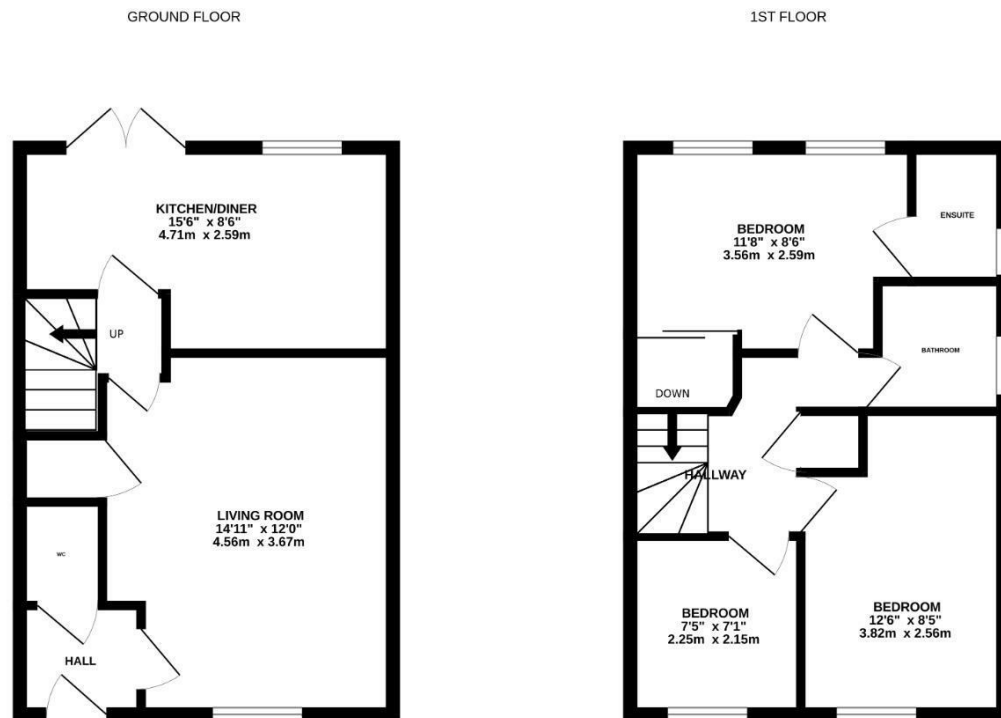 GROUND FLOOR
1ST FLOOR
KITCHEN/DINER
15'6" x 8'6"
4.71m x 2.59m
UP
LIVING ROOM
14'11" x 12'0"
4.56m x 3.67m
WC
HALL
BEDROOM
11'8" x 8'6"
3.56m x 2.59m
ENSUITE
BATHROOM
DOWN
HALLWAY
BEDROOM
7'5" x 7'1"
2.25m x 2.15m
BEDROOM
12'6" x 8'5"
3.82m x 2.56m